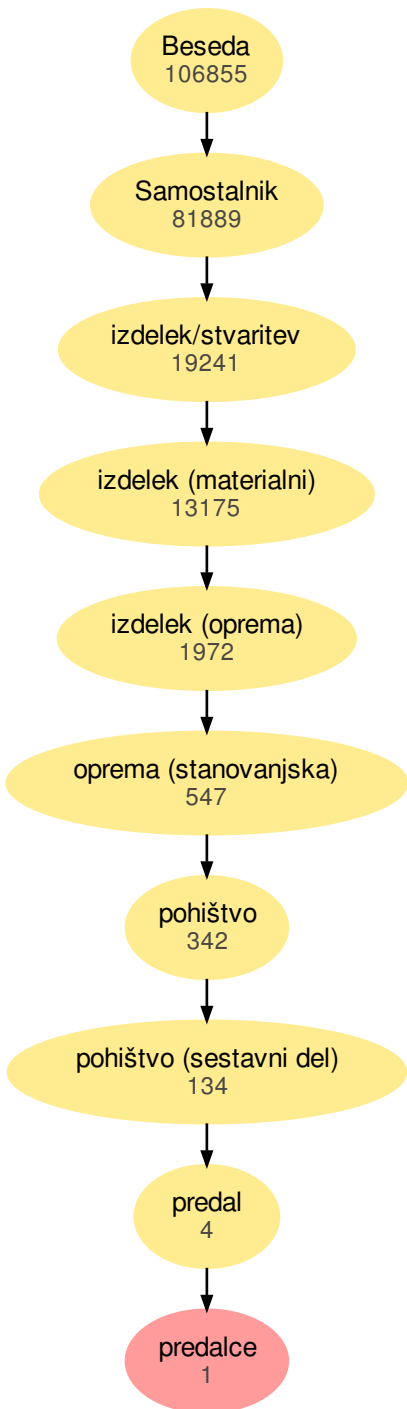 Beseda
106855
Samostalnik
81889
izdelek/stvaritev
19241
izdelek (materialni)
13175
izdelek (oprema)
1972
oprema (stanovanjska)
547
pohištvo
342
pohištvo (sestavni del)
134
predal
4
predalce
1